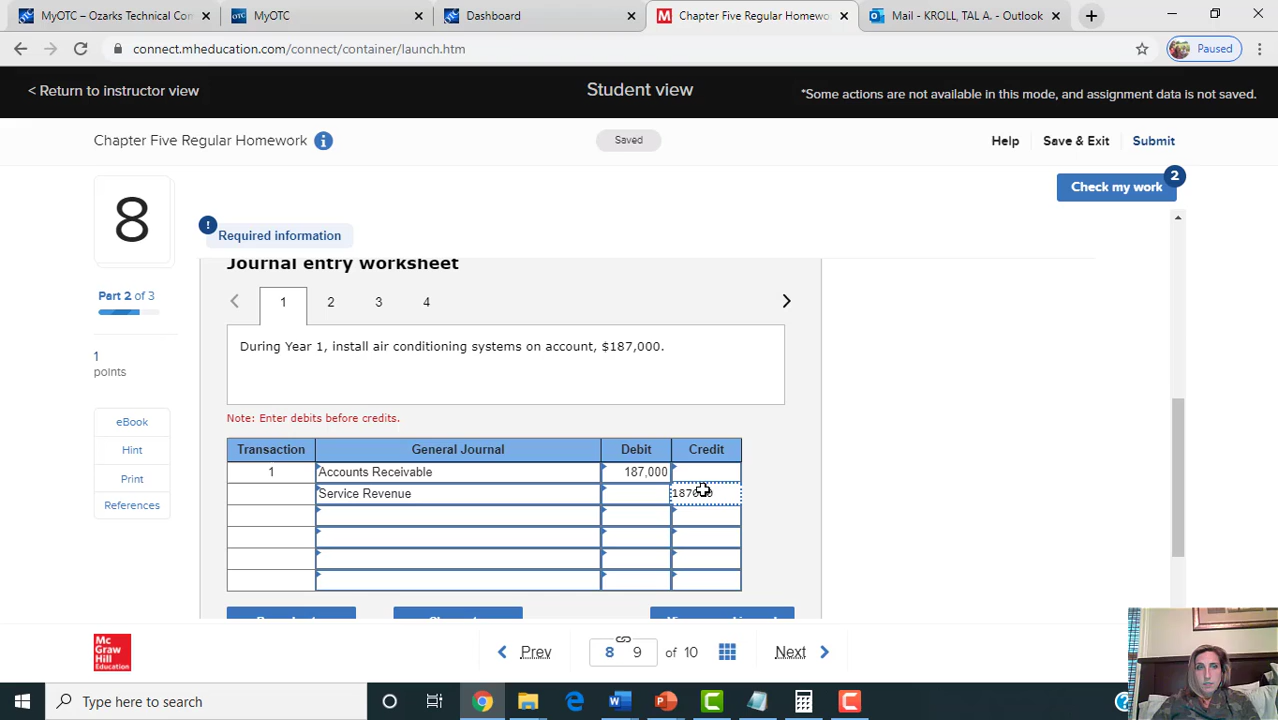 MyOTC – Ozarks Technical Con
MyOTC
Dashboard
Chapter Five Regular Homewo
Mail - KROLL, TAL A. - Outlook
connect.mheducation.com/connect/container/launch.htm
Paused
< Return to instructor view
Student view
*Some actions are not available in this mode, and assignment data is not saved.
Chapter Five Regular Homework
Saved
Help
Save & Exit
Submit
Check my work
2
8
Required information
Part 2 of 3
1
points
eBook
Hint
Print
References
Journal entry worksheet
1 2 3 4
During Year 1, install air conditioning systems on account, $187,000.
Note: Enter debits before credits.
Transaction General Journal Debit Credit
1 Accounts Receivable 187,000
Service Revenue
Mc
Graw
Hill
Education
Prev
8 9 of 10
Next
Type here to search